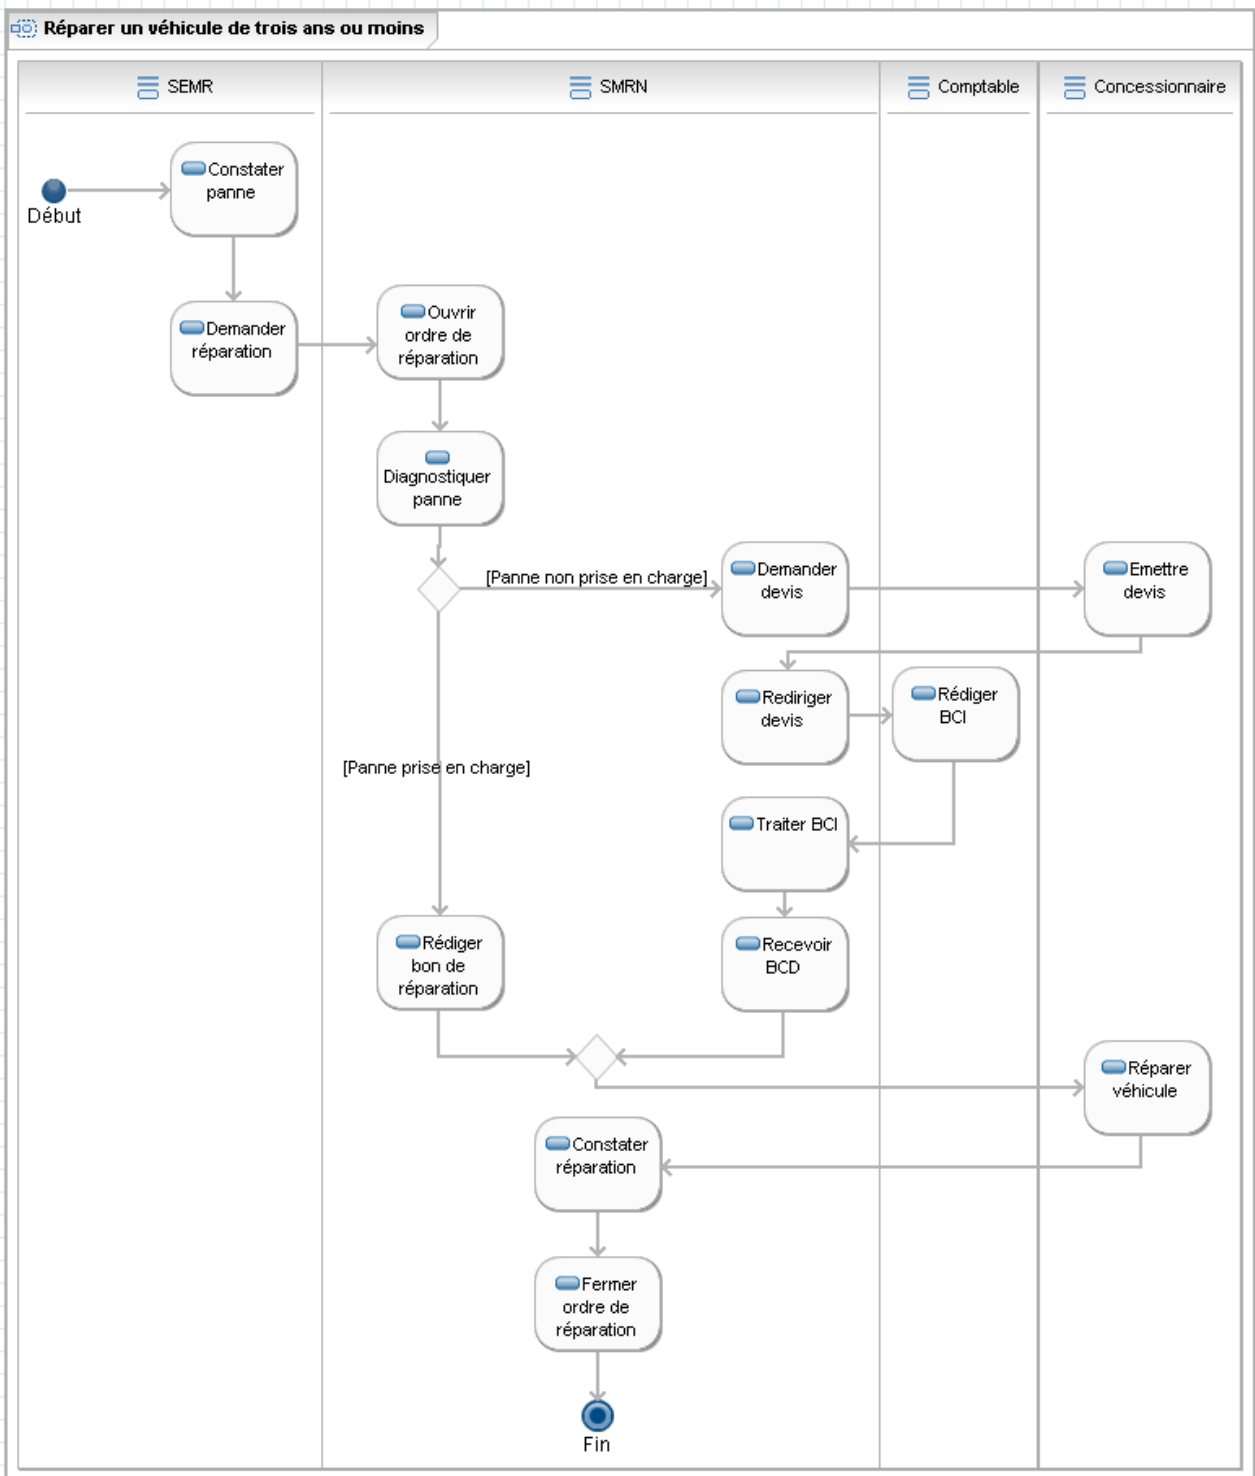 Réparer un véhicule de trois ans ou moins
SEMR
SMRN
Comptable
Concessionnaire
Début
Constater
panne
Demander
réparation
Ouvrir
ordre de
réparation
Diagnostiquer
panne
[Panne non prise en charge]
Demander
devis
Emettre
devis
Rediriger
devis
Rédiger
BCI
[Panne prise en charge]
Traiter BCI
Rédiger
bon de
réparation
Recevoir
BCD
Réparer
véhicule
Constater
réparation
Fermer
ordre de
réparation
Fin